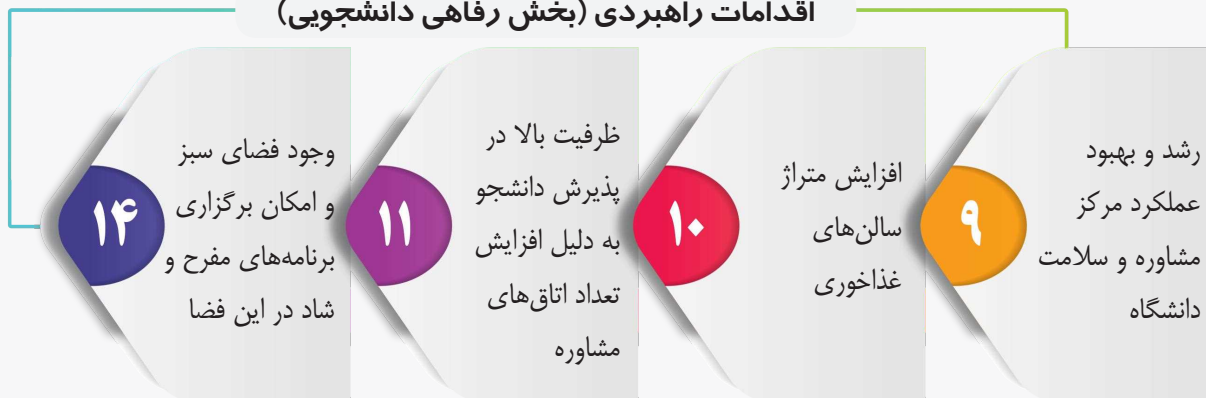 اقدامات راهبردی (بخش رفاهی دانشجویی)
رشد و بهبود
عملکرد مرکز
مشاوره و سلامت
دانشگاه
۹
افزایش متراژ
سالن‌های
غذاخوری
۱۰
ظرفیت بالا در
پذیرش دانشجو
به دلیل افزایش
تعداد اتاق‌های
مشاوره
۱۱
وجود فضای سبز
و امکان برگزاری
برنامه‌های مفرح و
شاد در این فضا
۱۴